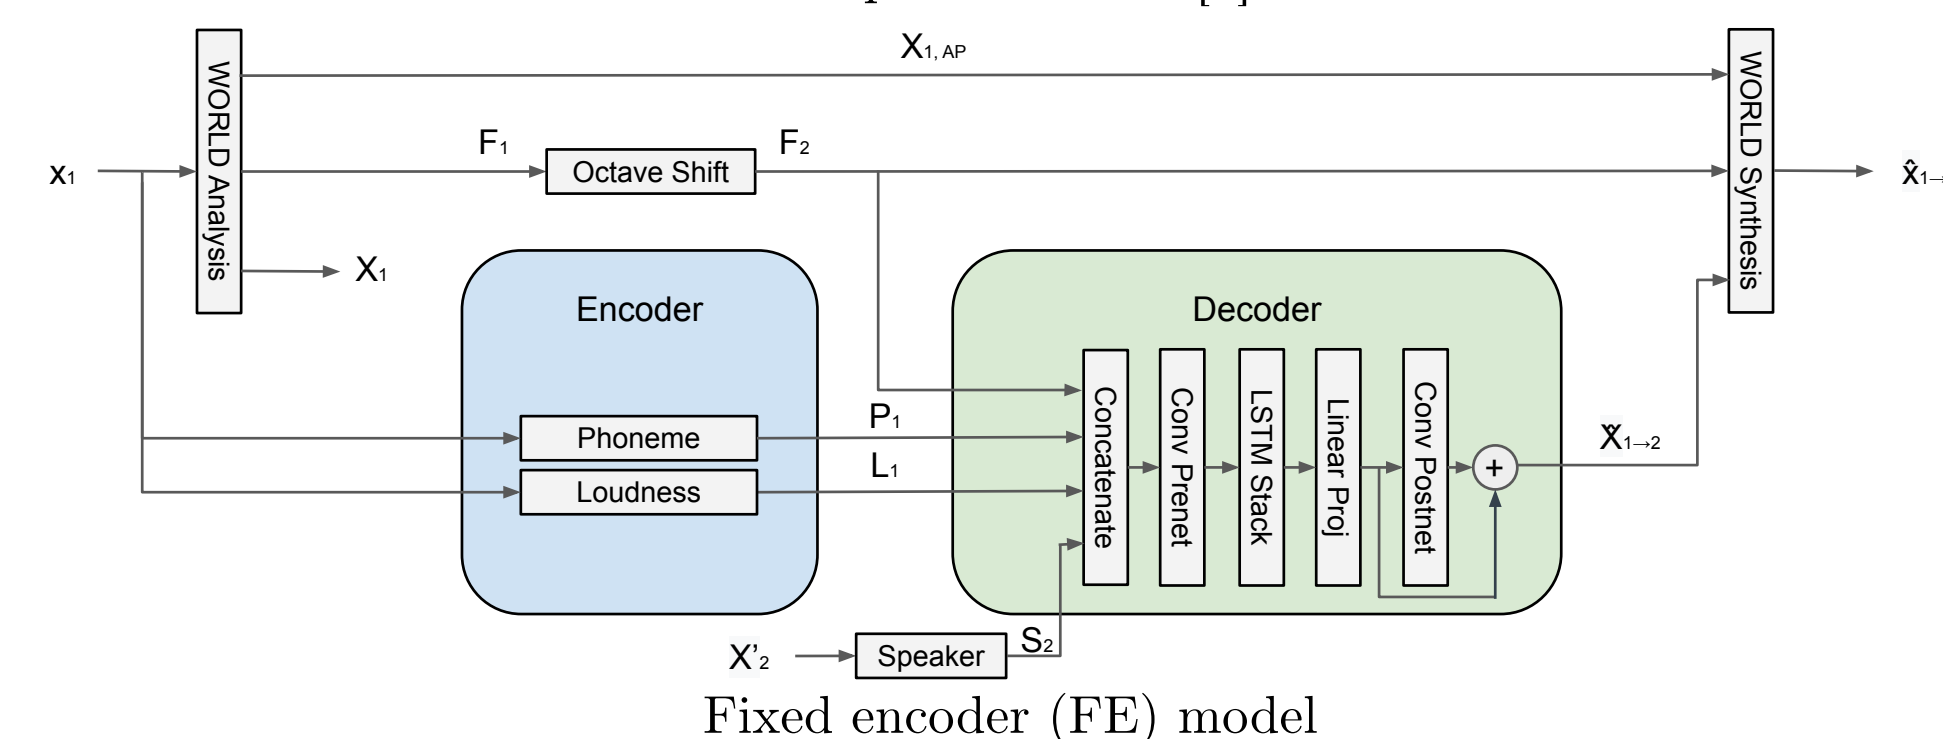 X1, AP
WORLD Analysis
WORLD Synthesis
F1
Octave Shift
F2
x1
X1
Encoder
Decoder
Phoneme
Loudness
P1
L1
Concatenate
Conv Prenet
LSTM Stack
Linear Proj
Conv Postnet
+
X̂1→2
x̂1→
X'2
Speaker
S2
Fixed encoder (FE) model